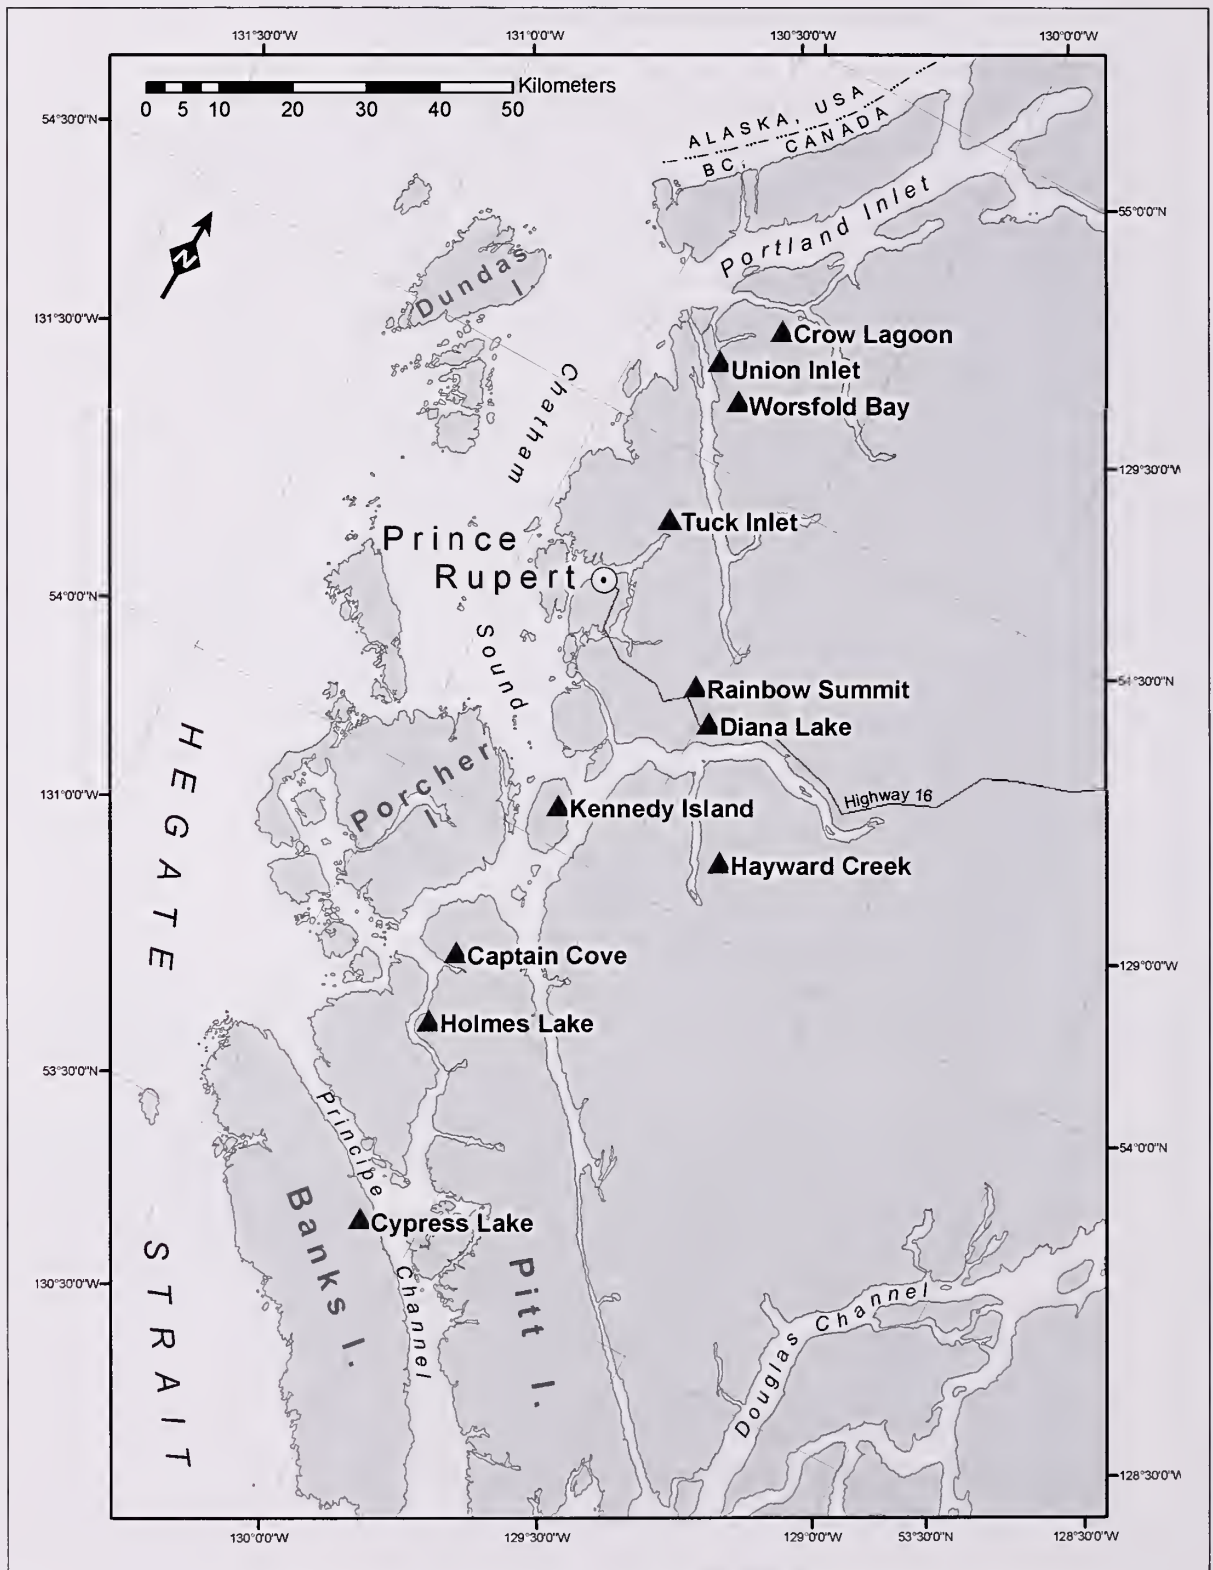 131°30'0"W 131°0'0"W 130°30'0"W 130°0'0"W
Kilometers
0 5 10 20 30 40 50
54°30'0"N
ALASKA, USA
BC, CANADA
55°0'0"N
Portland Inlet
N
Dundas
I.
131°30'0"W
Crow Lagoon
Union Inlet
Worsfold Bay
Chatham
129°30'0"W
Tuck Inlet
Prince
Rupert
54°0'0"N
Sound
54°30'0"N
Rainbow Summit
Diana Lake
HEGATE
Porcher
I.
131°0'0"W
Highway 16
Kennedy Island
Hayward Creek
Captain Cove
129°0'0"W
Holmes Lake
53°30'0"N
Principe
54°0'0"N
Banks I.
Cypress Lake
STRAIT
Pitt I.
Channel
130°30'0"W
Douglas Channel
128°30'0"W
130°0'0"W 129°30'0"W 129°0'0"W 53°30'0"N 128°30'0"W